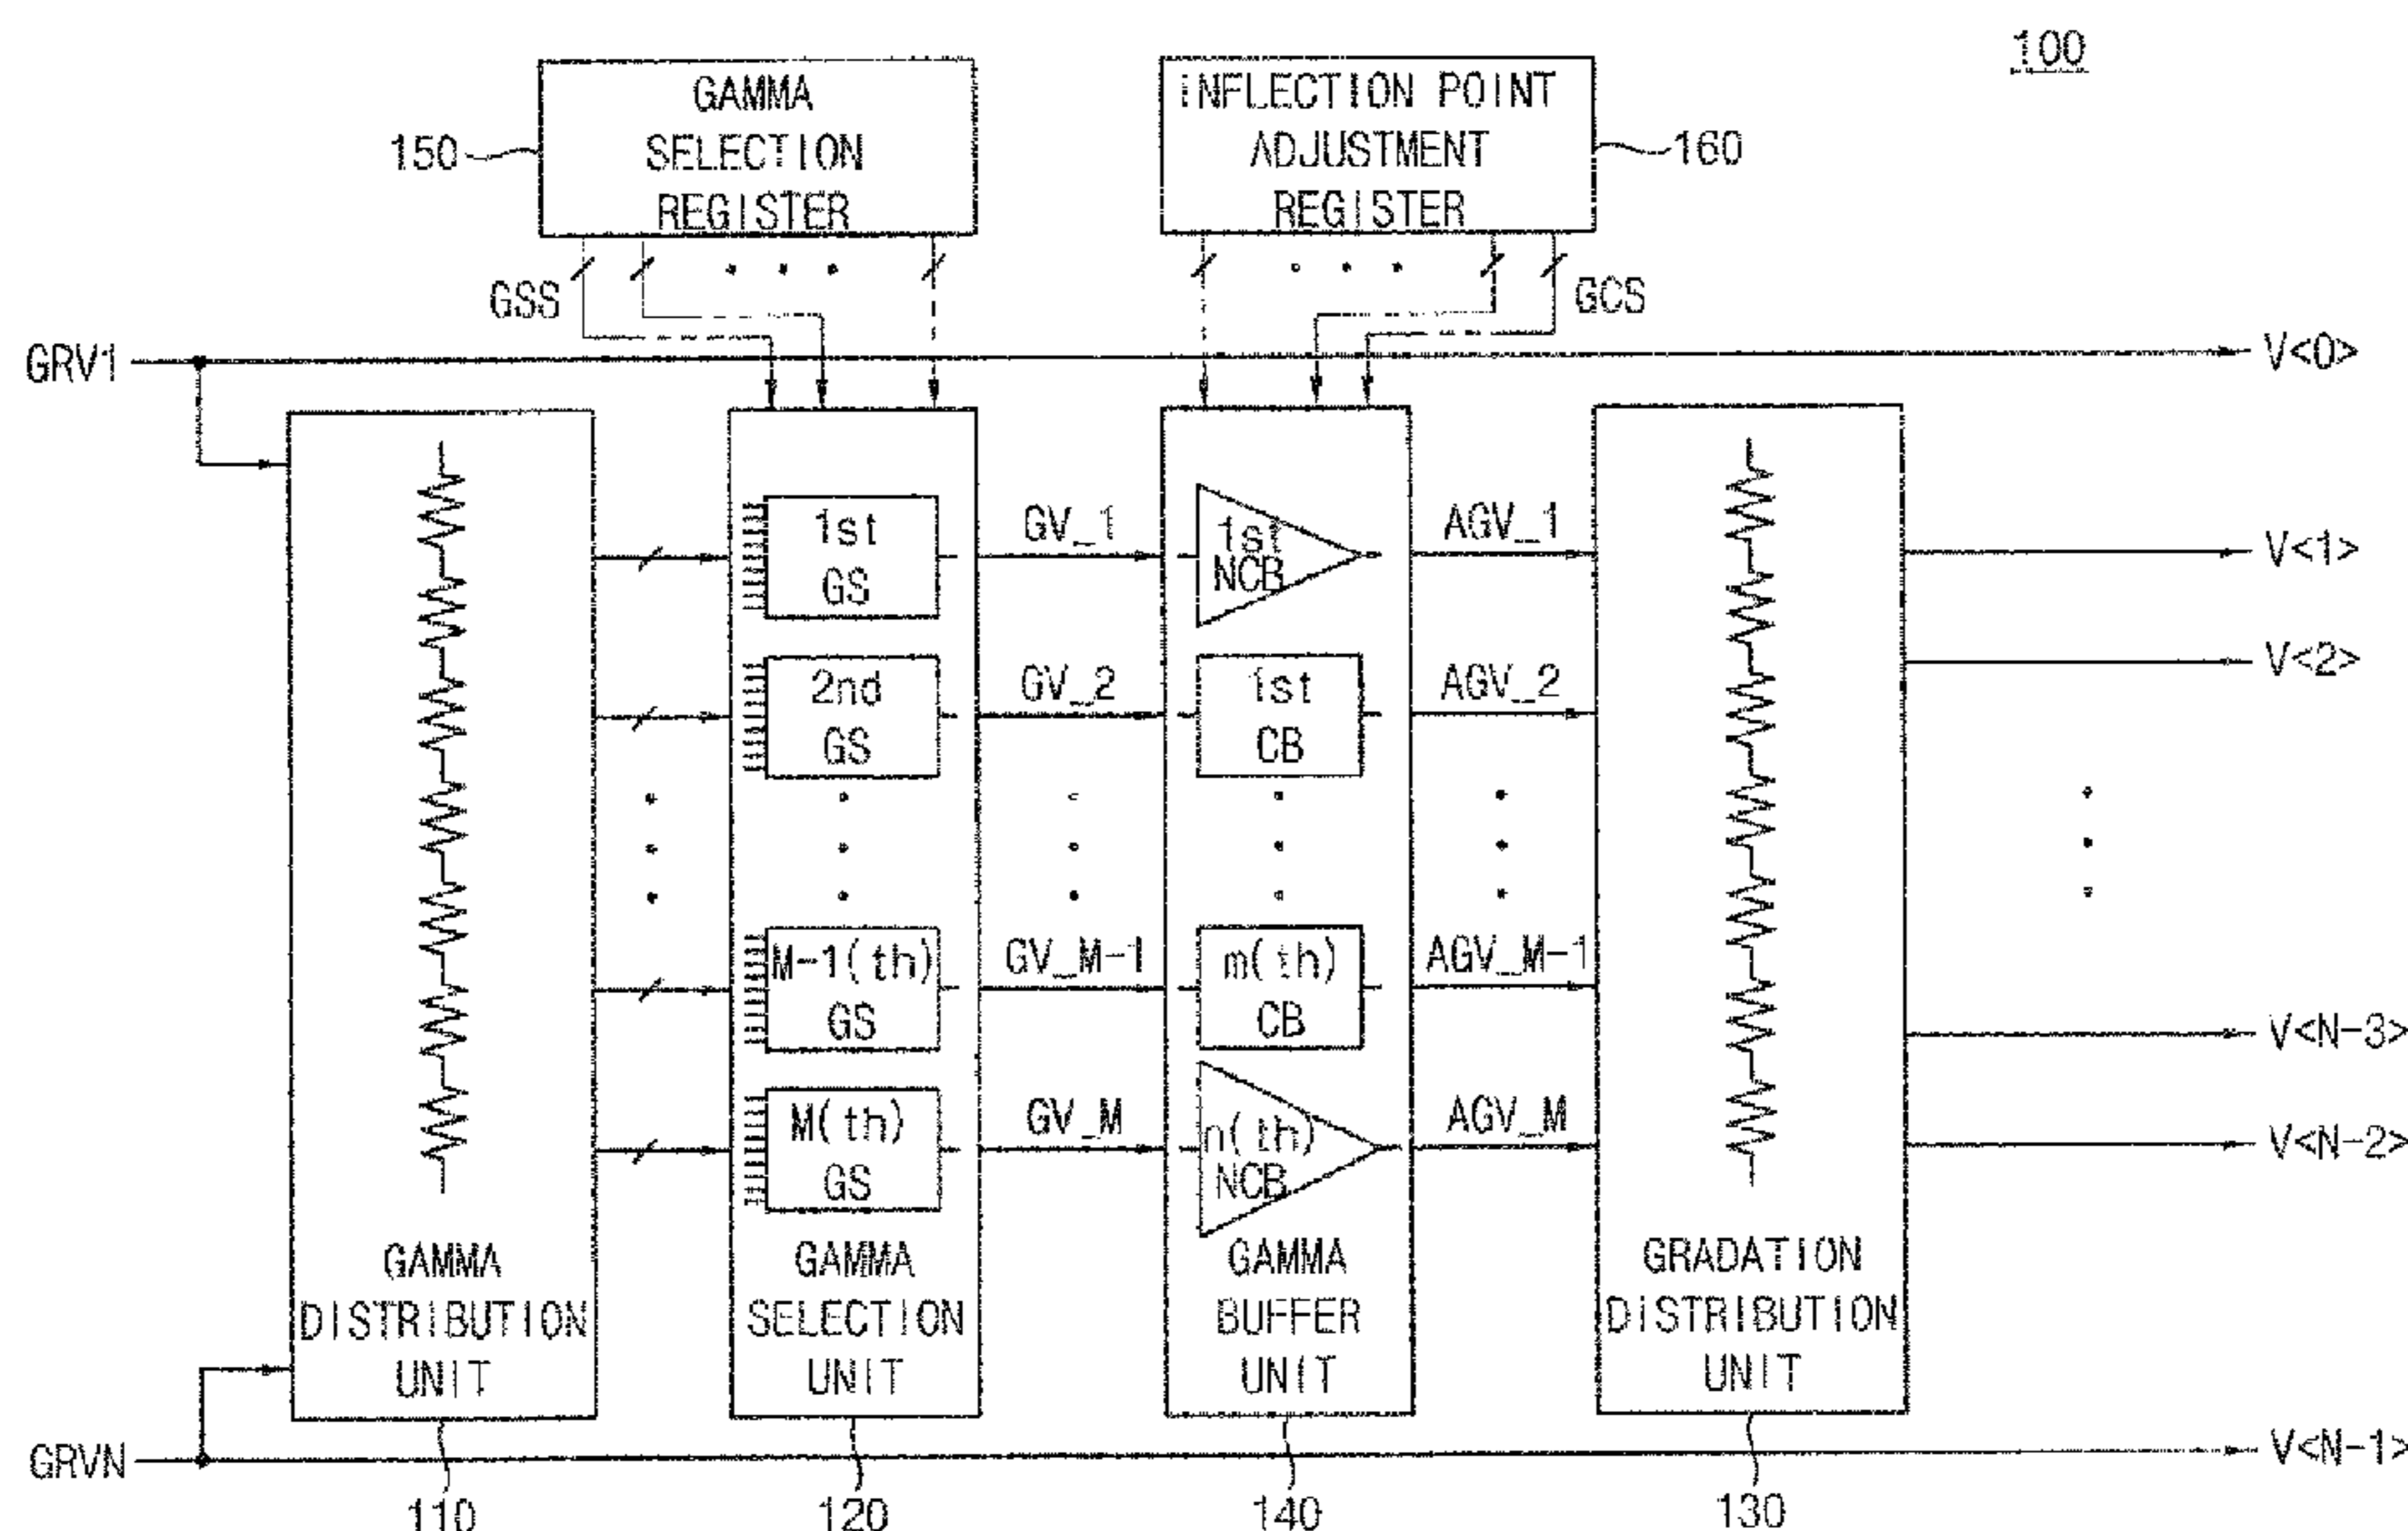 100
GAMMA
SELECTION
REGISTER
150
INFLECTION POINT
ADJUSTMENT
REGISTER
160
GSS
GCS
GRV1
V<0>
1st
GS
GV_1
1st
NCB
AGV_1
V<1>
2nd
GS
GV_2
1st
CB
AGV_2
V<2>
M-1(th)
GS
GV_M-1
m(th)
CB
AGV_M-1
V<N-3>
M(th)
GS
GV_M
n(th)
NCB
AGV_M
V<N-2>
GAMMA
DISTRIBUTION
UNIT
GAMMA
SELECTION
UNIT
GAMMA
BUFFER
UNIT
GRADATION
DISTRIBUTION
UNIT
GRVN
V<N-1>
110
120
140
130